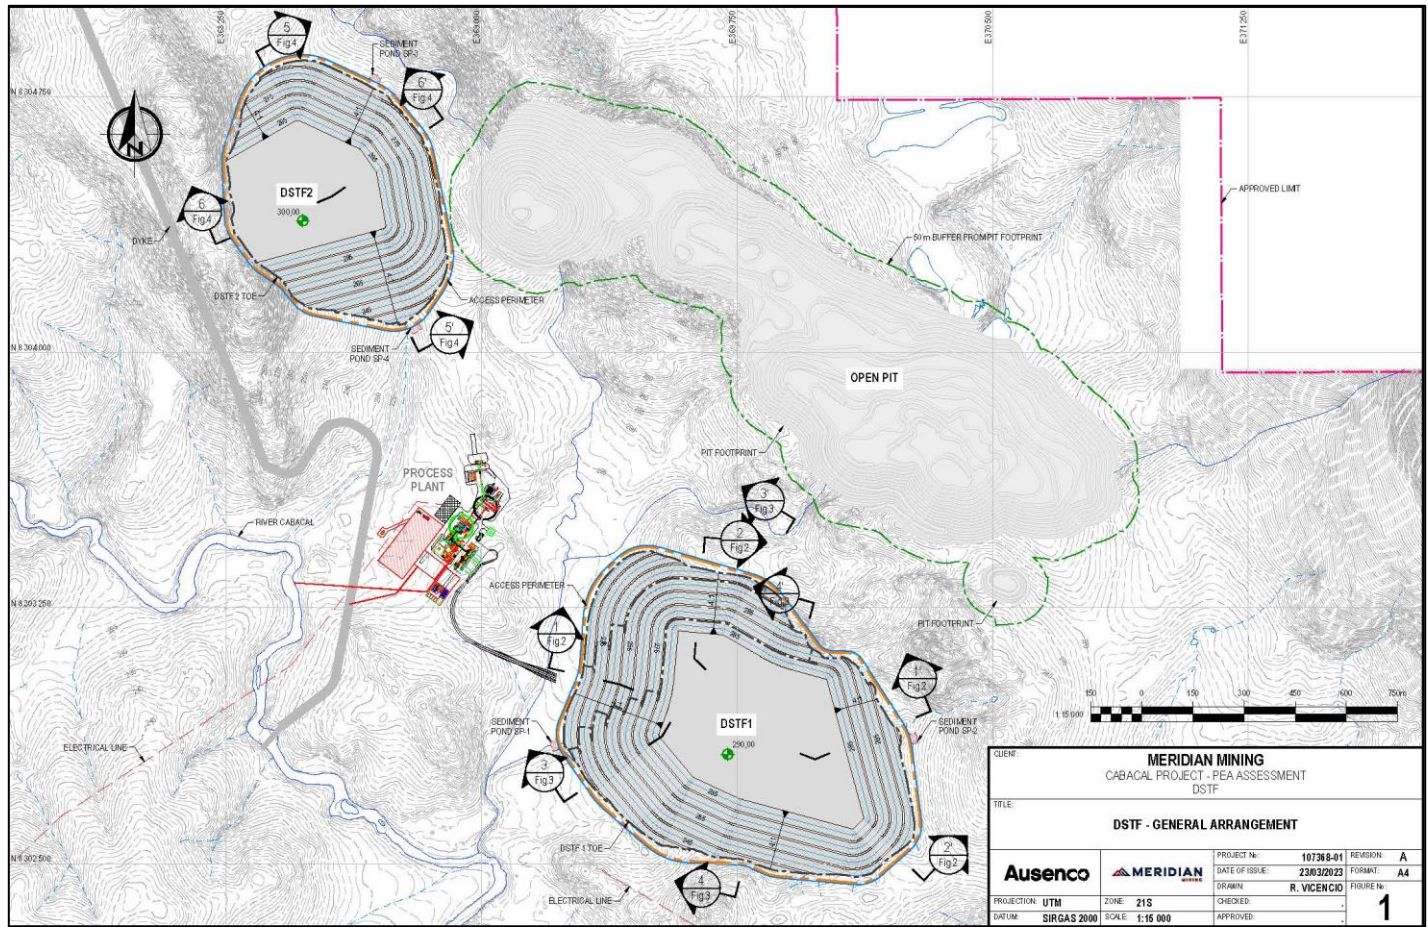 E 368.250
E 369.000
E 369.750
E 370.500
E 371.250
N 8 304.750
N 8 304.000
N 8 203.250
N 8 302.500
5
Fig.4
SEDIMENT
POND SP-3
6'
Fig.4
N
DSTF2
300,00
6
Fig.4
DYKE
DSTF 2 TOE
ACCESS PERIMETER
5'
Fig.4
SEDIMENT
POND SP-4
APPROVED LIMIT
50 m BUFFER FROM PIT FOOTPRINT
OPEN PIT
PIT FOOTPRINT
PROCESS
PLANT
RIVER CABACAL
3'
Fig.3
2
Fig.2
4'
Fig.3
ACCESS PERIMETER
PIT FOOTPRINT
1
Fig.2
1'
Fig.2
150 0 150 300 450 600 750m
1:15 000
DSTF1
290,00
SEDIMENT
POND SP-1
SEDIMENT
POND SP-2
ELECTRICAL LINE
3
Fig.3
DSTF 1 TOE
2'
Fig.2
4
Fig.3
ELECTRICAL LINE
CLIENT:
MERIDIAN MINING
CABACAL PROJECT - PEA ASSESSMENT
DSTF
TITLE:
DSTF - GENERAL ARRANGEMENT
Ausenco
MERIDIAN
MINING
PROJECT No: 107368-01 REVISION: A
DATE OF ISSUE: 23/03/2023 FORMAT: A4
DRAWN: R. VICENCIO FIGURE No:
1
PROJECTION: UTM ZONE: 21S CHECKED: .
DATUM: SIRGAS 2000 SCALE: 1:15 000 APPROVED: .